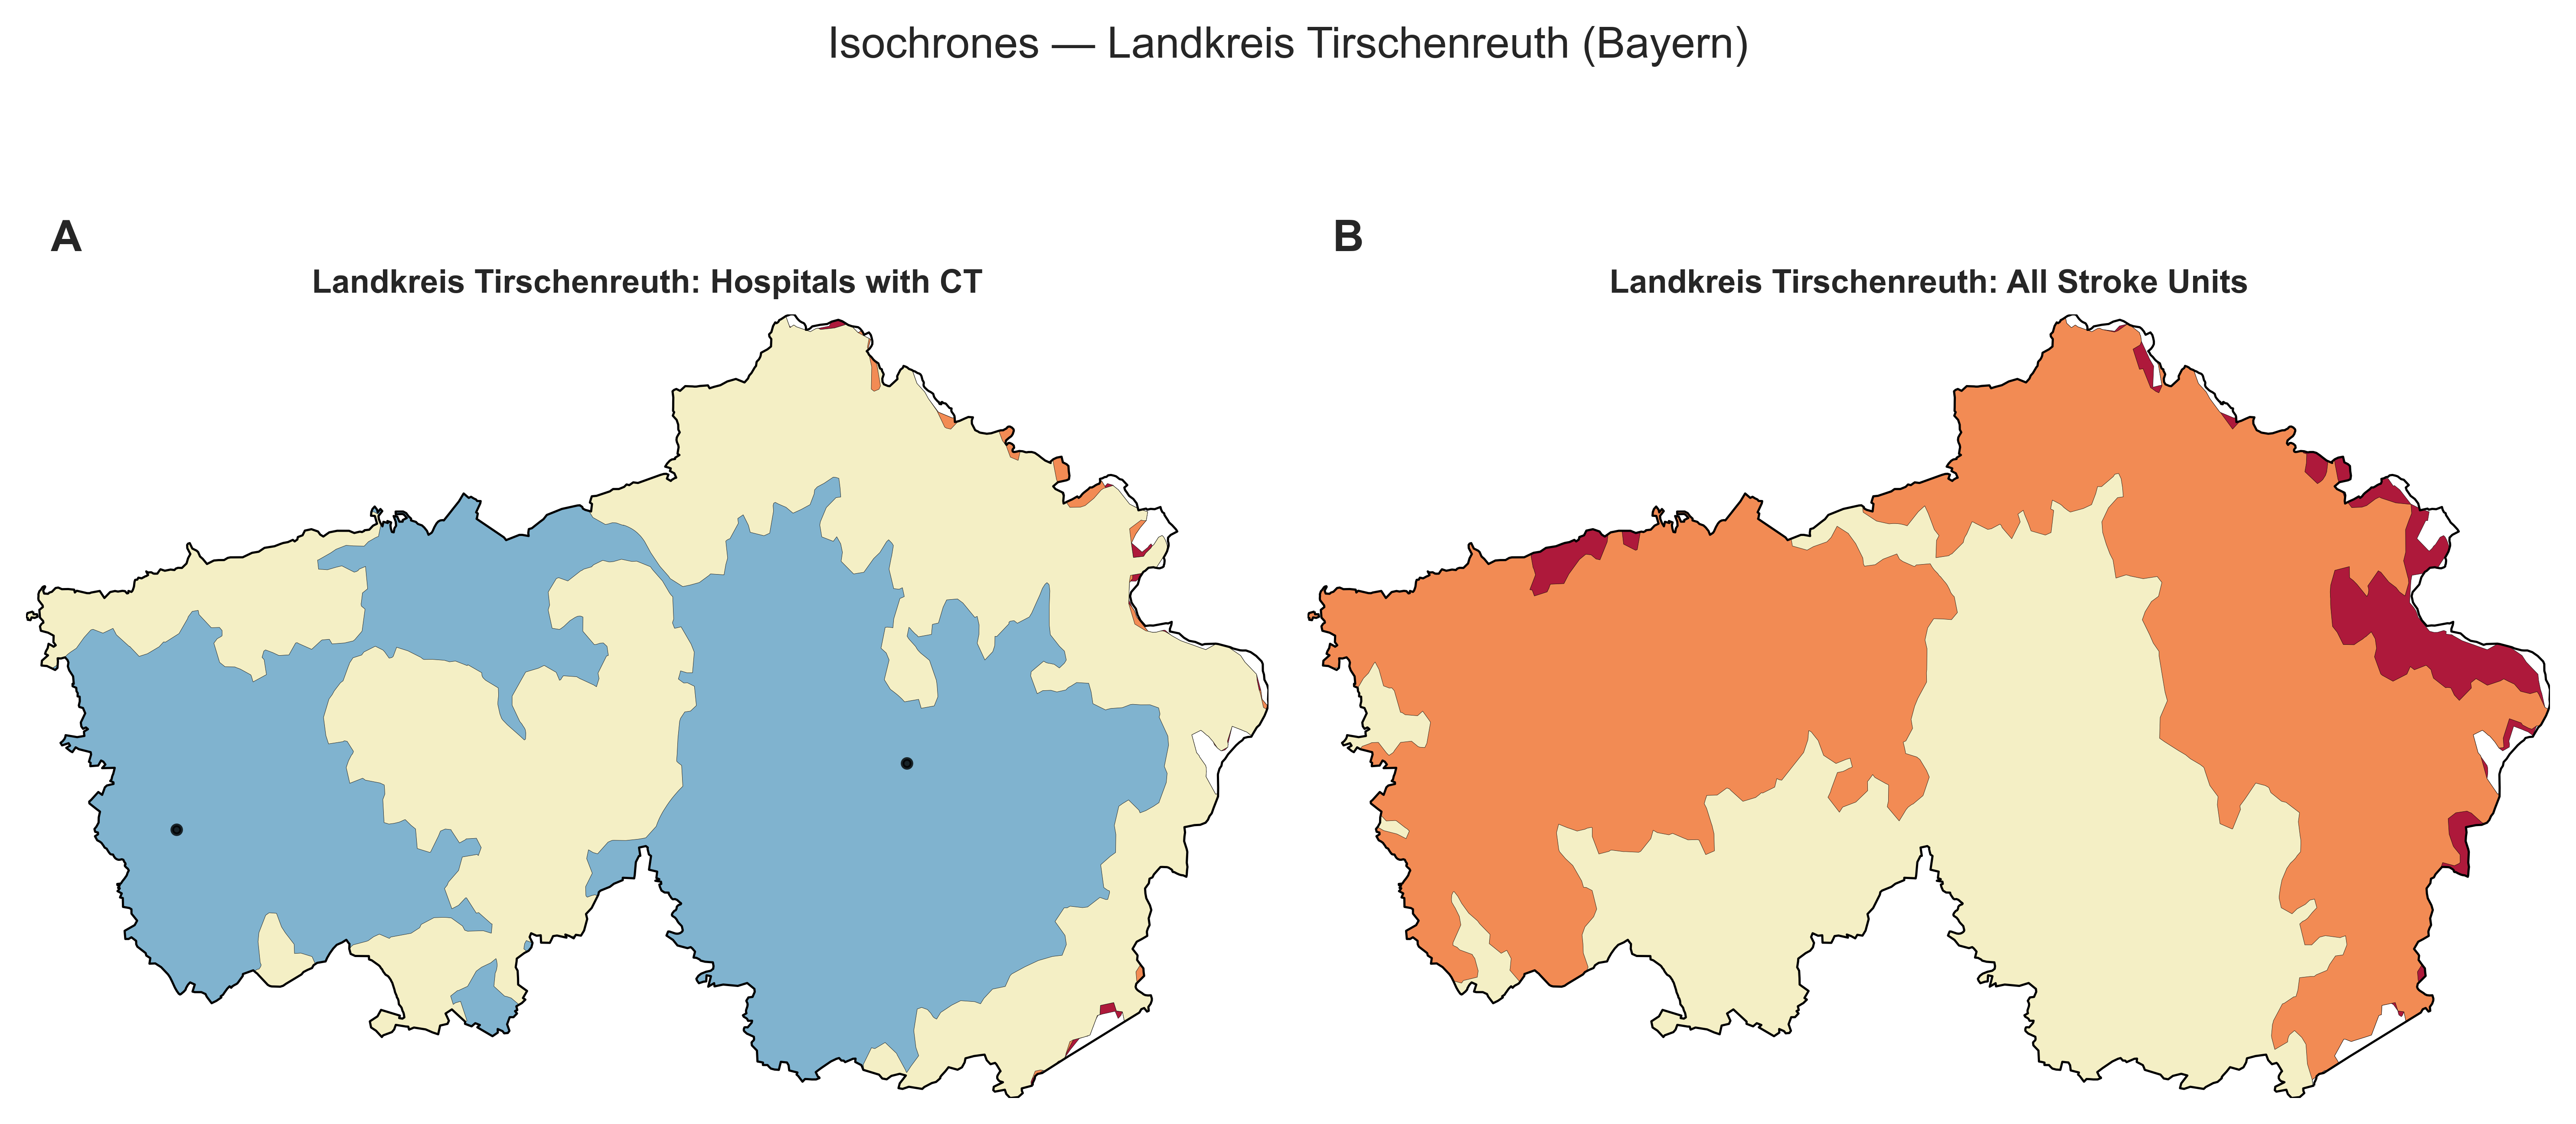 Isochrones — Landkreis Tirschenreuth (Bayern)
A
Landkreis Tirschenreuth: Hospitals with CT
B
Landkreis Tirschenreuth: All Stroke Units